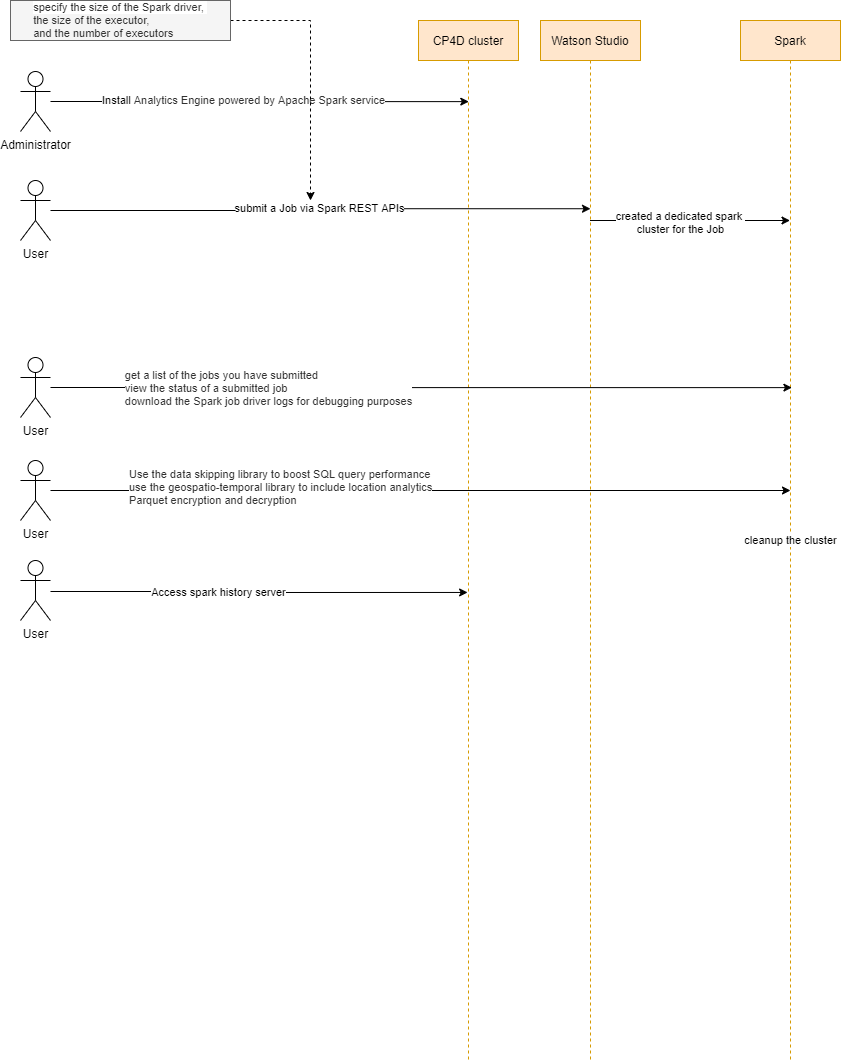 specify the size of the Spark driver,
the size of the executor,
and the number of executors
CP4D cluster
Watson Studio
Spark
Install Analytics Engine powered by Apache Spark service
Administrator
submit a Job via Spark REST APIs
created a dedicated spark
cluster for the Job
User
get a list of the jobs you have submitted
view the status of a submitted job
download the Spark job driver logs for debugging purposes
User
Use the data skipping library to boost SQL query performance
use the geospatio-temporal library to include location analytics
Parquet encryption and decryption
User
cleanup the cluster
Access spark history server
User